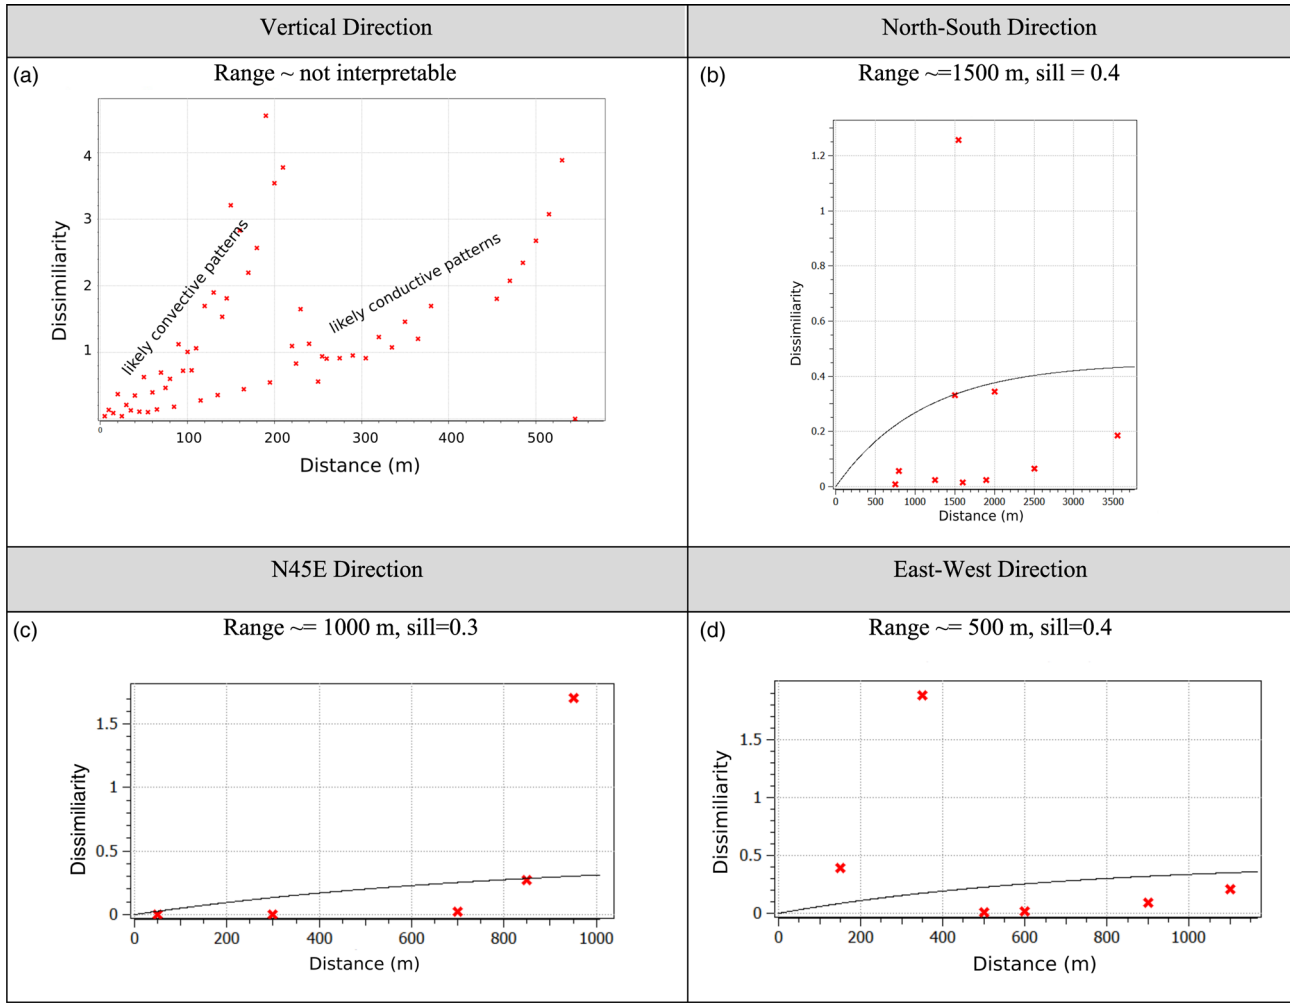 Vertical Direction
North-South Direction
(a)
Range ~ not interpretable
4
3
2
1
0
100
200
300
400
500
Dissimiliarity
Distance (m)
likely convective patterns
likely conductive patterns
(b)
Range ~=1500 m, sill = 0.4
1.2
1
0.8
0.6
0.4
0.2
0
0
500
1000
1500
2000
2500
3000
3500
Dissimiliarity
Distance (m)
N45E Direction
East-West Direction
(c)
Range ~= 1000 m, sill=0.3
1.5
1
0.5
0
0
200
400
600
800
1000
Dissimiliarity
Distance (m)
(d)
Range ~= 500 m, sill=0.4
1.5
1
0.5
0
0
200
400
600
800
1000
Dissimiliarity
Distance (m)